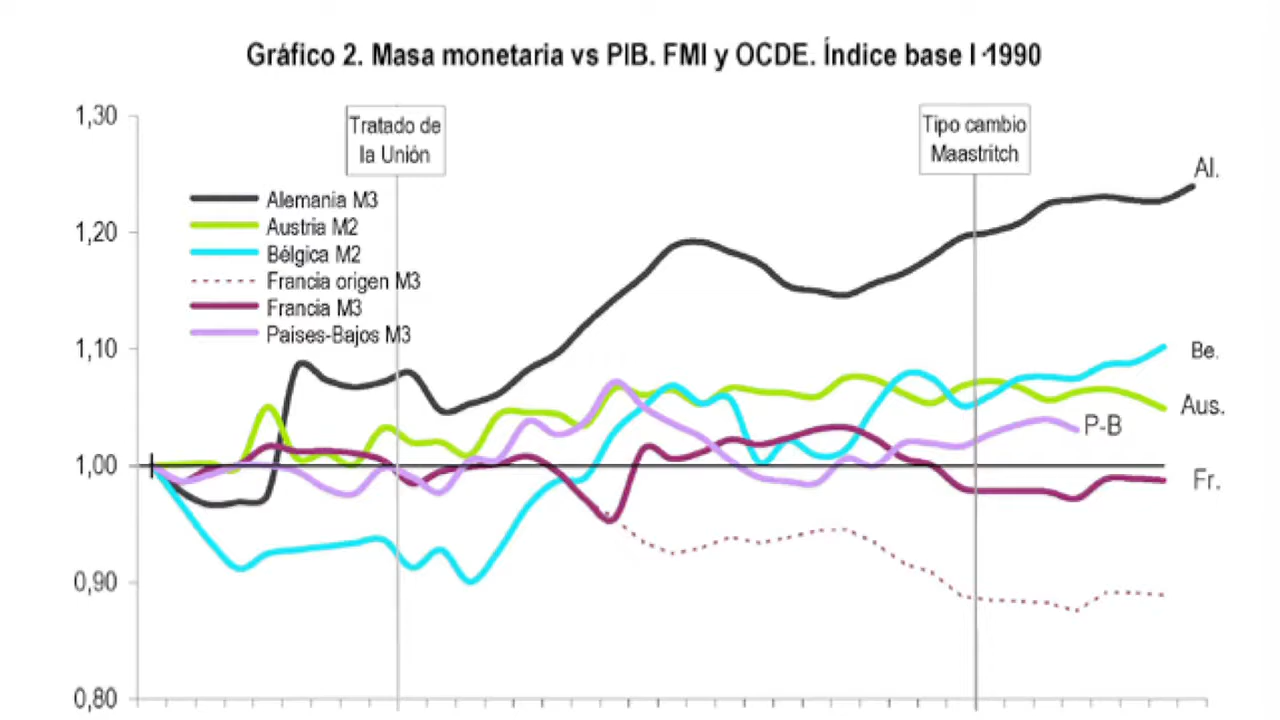 Gráfico 2. Masa monetaria vs PIB. FMI y OCDE. Índice base I·1990
1,30
1,20
1,10
1,00
0,90
0,80
Tratado de
la Unión
Tipo cambio
Maastritch
Alemania M3
Austria M2
Bélgica M2
Francia origen M3
Francia M3
Paises-Bajos M3
Al.
Be.
Aus.
P-B
Fr.